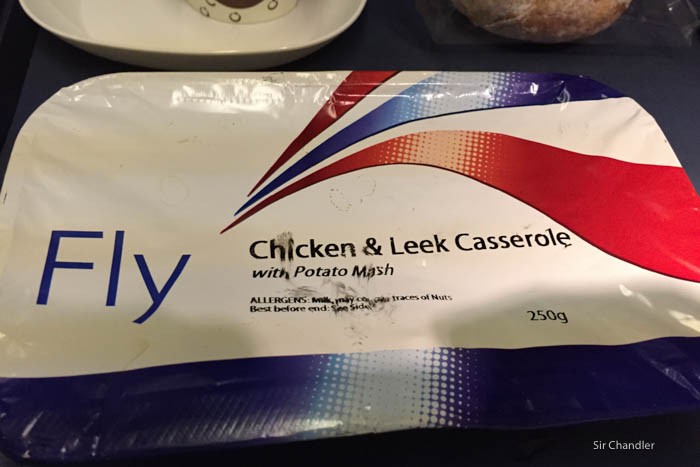 Fly
Chicken & Leek Casserole
with Potato Mash
ALLERGENS: Milk, may contain traces of Nuts
Best before end: See Side
250g
Sir Chandler